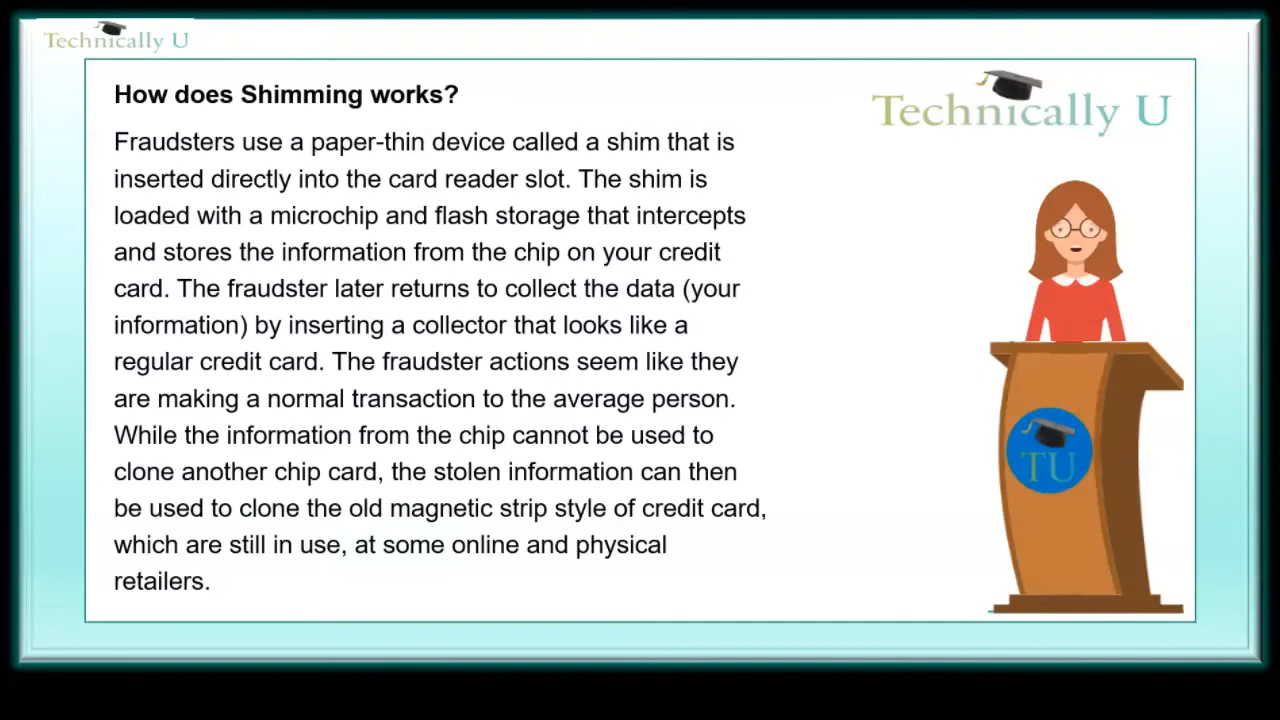 Technically U
How does Shimming works?
Technically U
Fraudsters use a paper-thin device called a shim that is
inserted directly into the card reader slot. The shim is
loaded with a microchip and flash storage that intercepts
and stores the information from the chip on your credit
card. The fraudster later returns to collect the data (your
information) by inserting a collector that looks like a
regular credit card. The fraudster actions seem like they
are making a normal transaction to the average person.
While the information from the chip cannot be used to
clone another chip card, the stolen information can then
be used to clone the old magnetic strip style of credit card,
which are still in use, at some online and physical
retailers.
TU